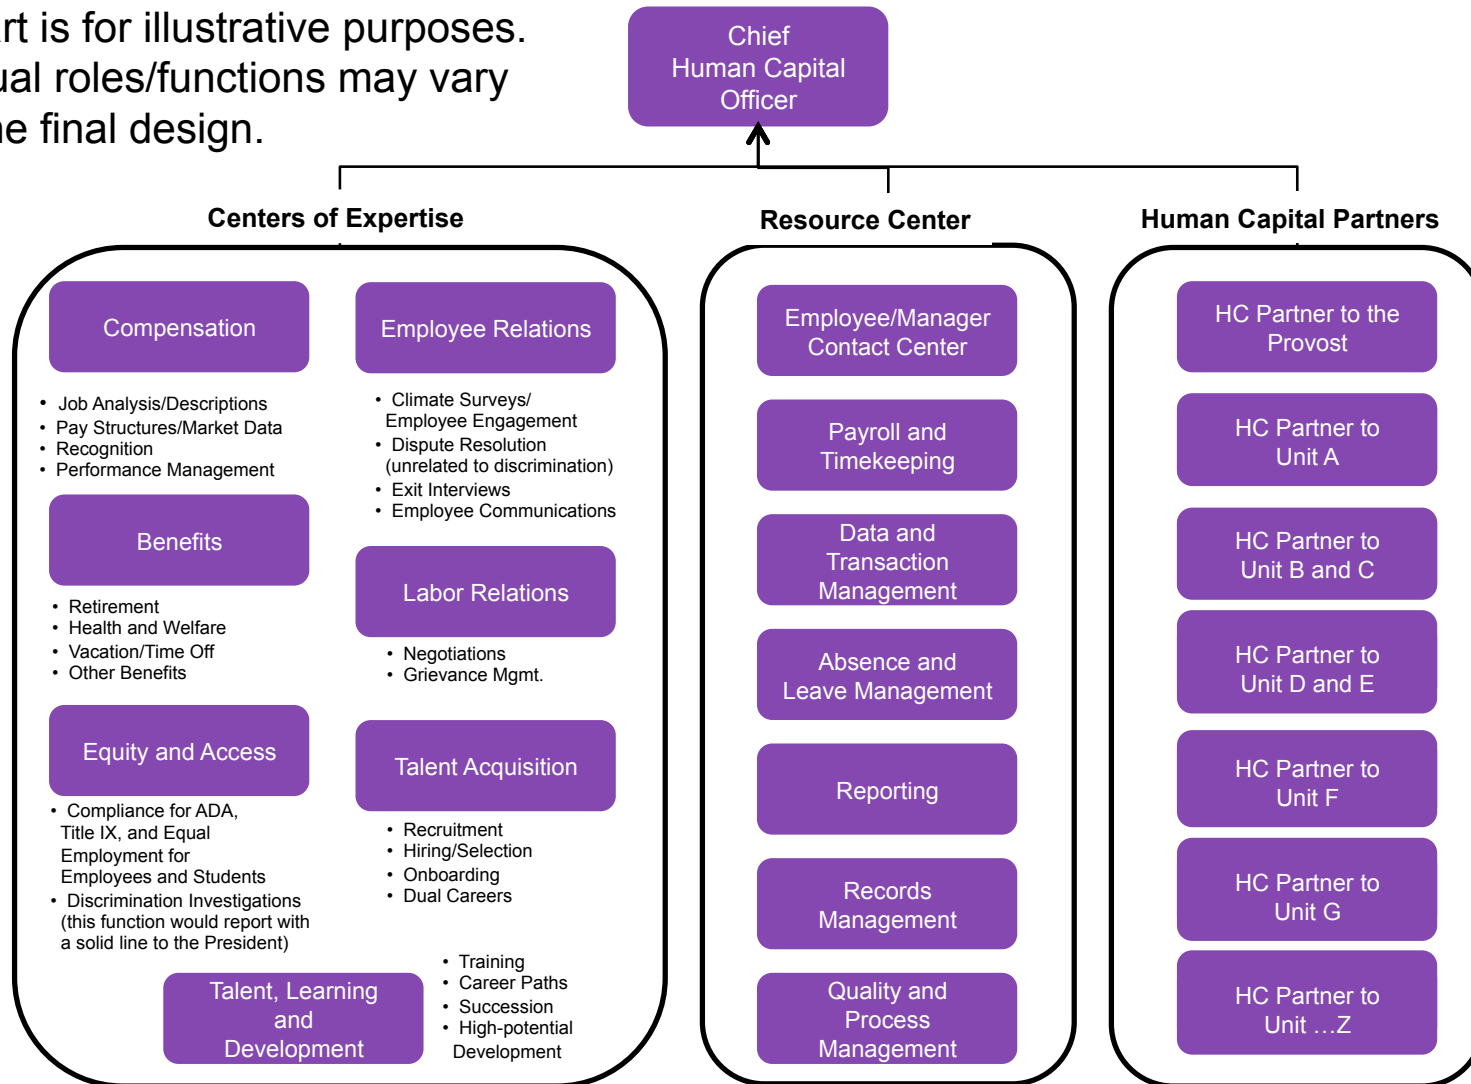 art is for illustrative purposes.
ual roles/functions may vary
he final design.
Chief
Human Capital
Officer
Centers of Expertise
Compensation
• Job Analysis/Descriptions
• Pay Structures/Market Data
• Recognition
• Performance Management
Benefits
• Retirement
• Health and Welfare
• Vacation/Time Off
• Other Benefits
Equity and Access
• Compliance for ADA,
Title IX, and Equal
Employment for
Employees and Students
• Discrimination Investigations
(this function would report with
a solid line to the President)
Employee Relations
• Climate Surveys/
Employee Engagement
• Dispute Resolution
(unrelated to discrimination)
• Exit Interviews
• Employee Communications
Labor Relations
• Negotiations
• Grievance Mgmt.
Talent Acquisition
• Recruitment
• Hiring/Selection
• Onboarding
• Dual Careers
Talent, Learning
and
Development
• Training
• Career Paths
• Succession
• High-potential
Development
Resource Center
Employee/Manager
Contact Center
Payroll and
Timekeeping
Data and
Transaction
Management
Absence and
Leave Management
Reporting
Records
Management
Quality and
Process
Management
Human Capital Partners
HC Partner to the
Provost
HC Partner to
Unit A
HC Partner to
Unit B and C
HC Partner to
Unit D and E
HC Partner to
Unit F
HC Partner to
Unit G
HC Partner to
Unit …Z